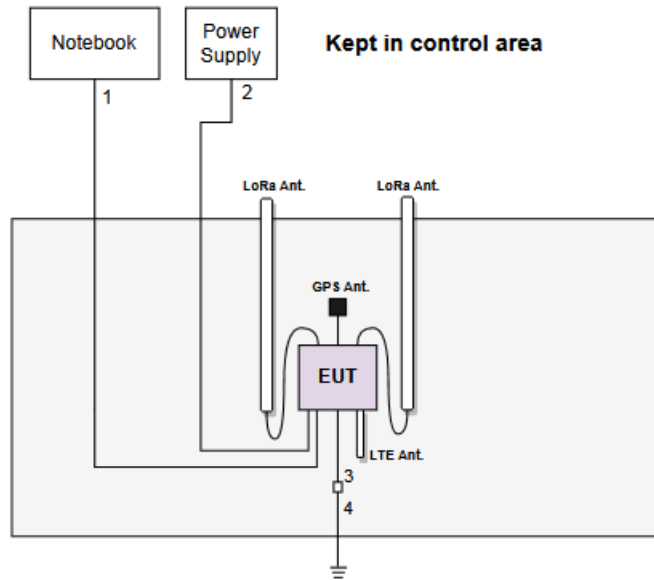 Notebook
Power
Supply
Kept in control area
1
2
LoRa Ant.
LoRa Ant.
GPS Ant.
EUT
LTE Ant.
3
4